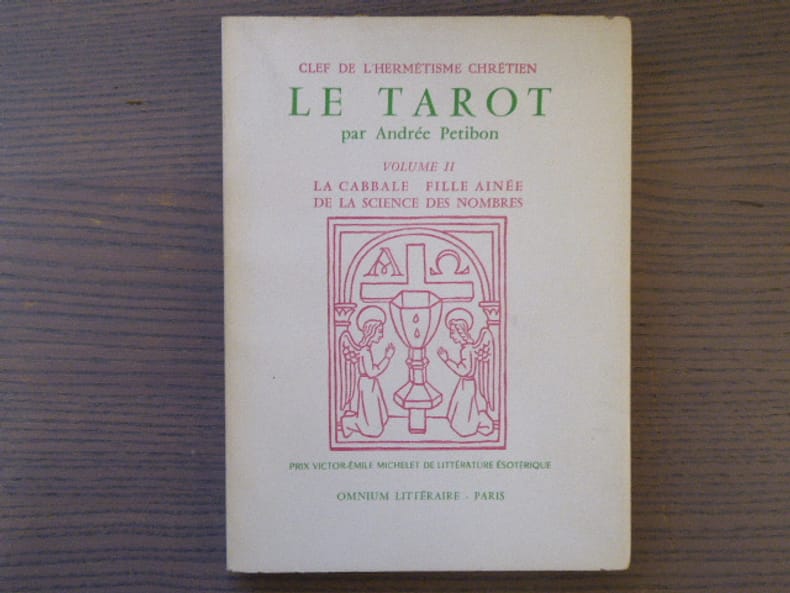 CLEF DE L'HERMÉTISME CHRÉTIEN
LE TAROT
par Andrée Petibon
VOLUME II
LA CABBALE FILLE AINÉE
DE LA SCIENCE DES NOMBRES
A Ω
PRIX VICTOR-ÉMILE MICHELET DE LITTÉRATURE ÉSOTÉRIQUE
OMNIUM LITTÉRAIRE - PARIS